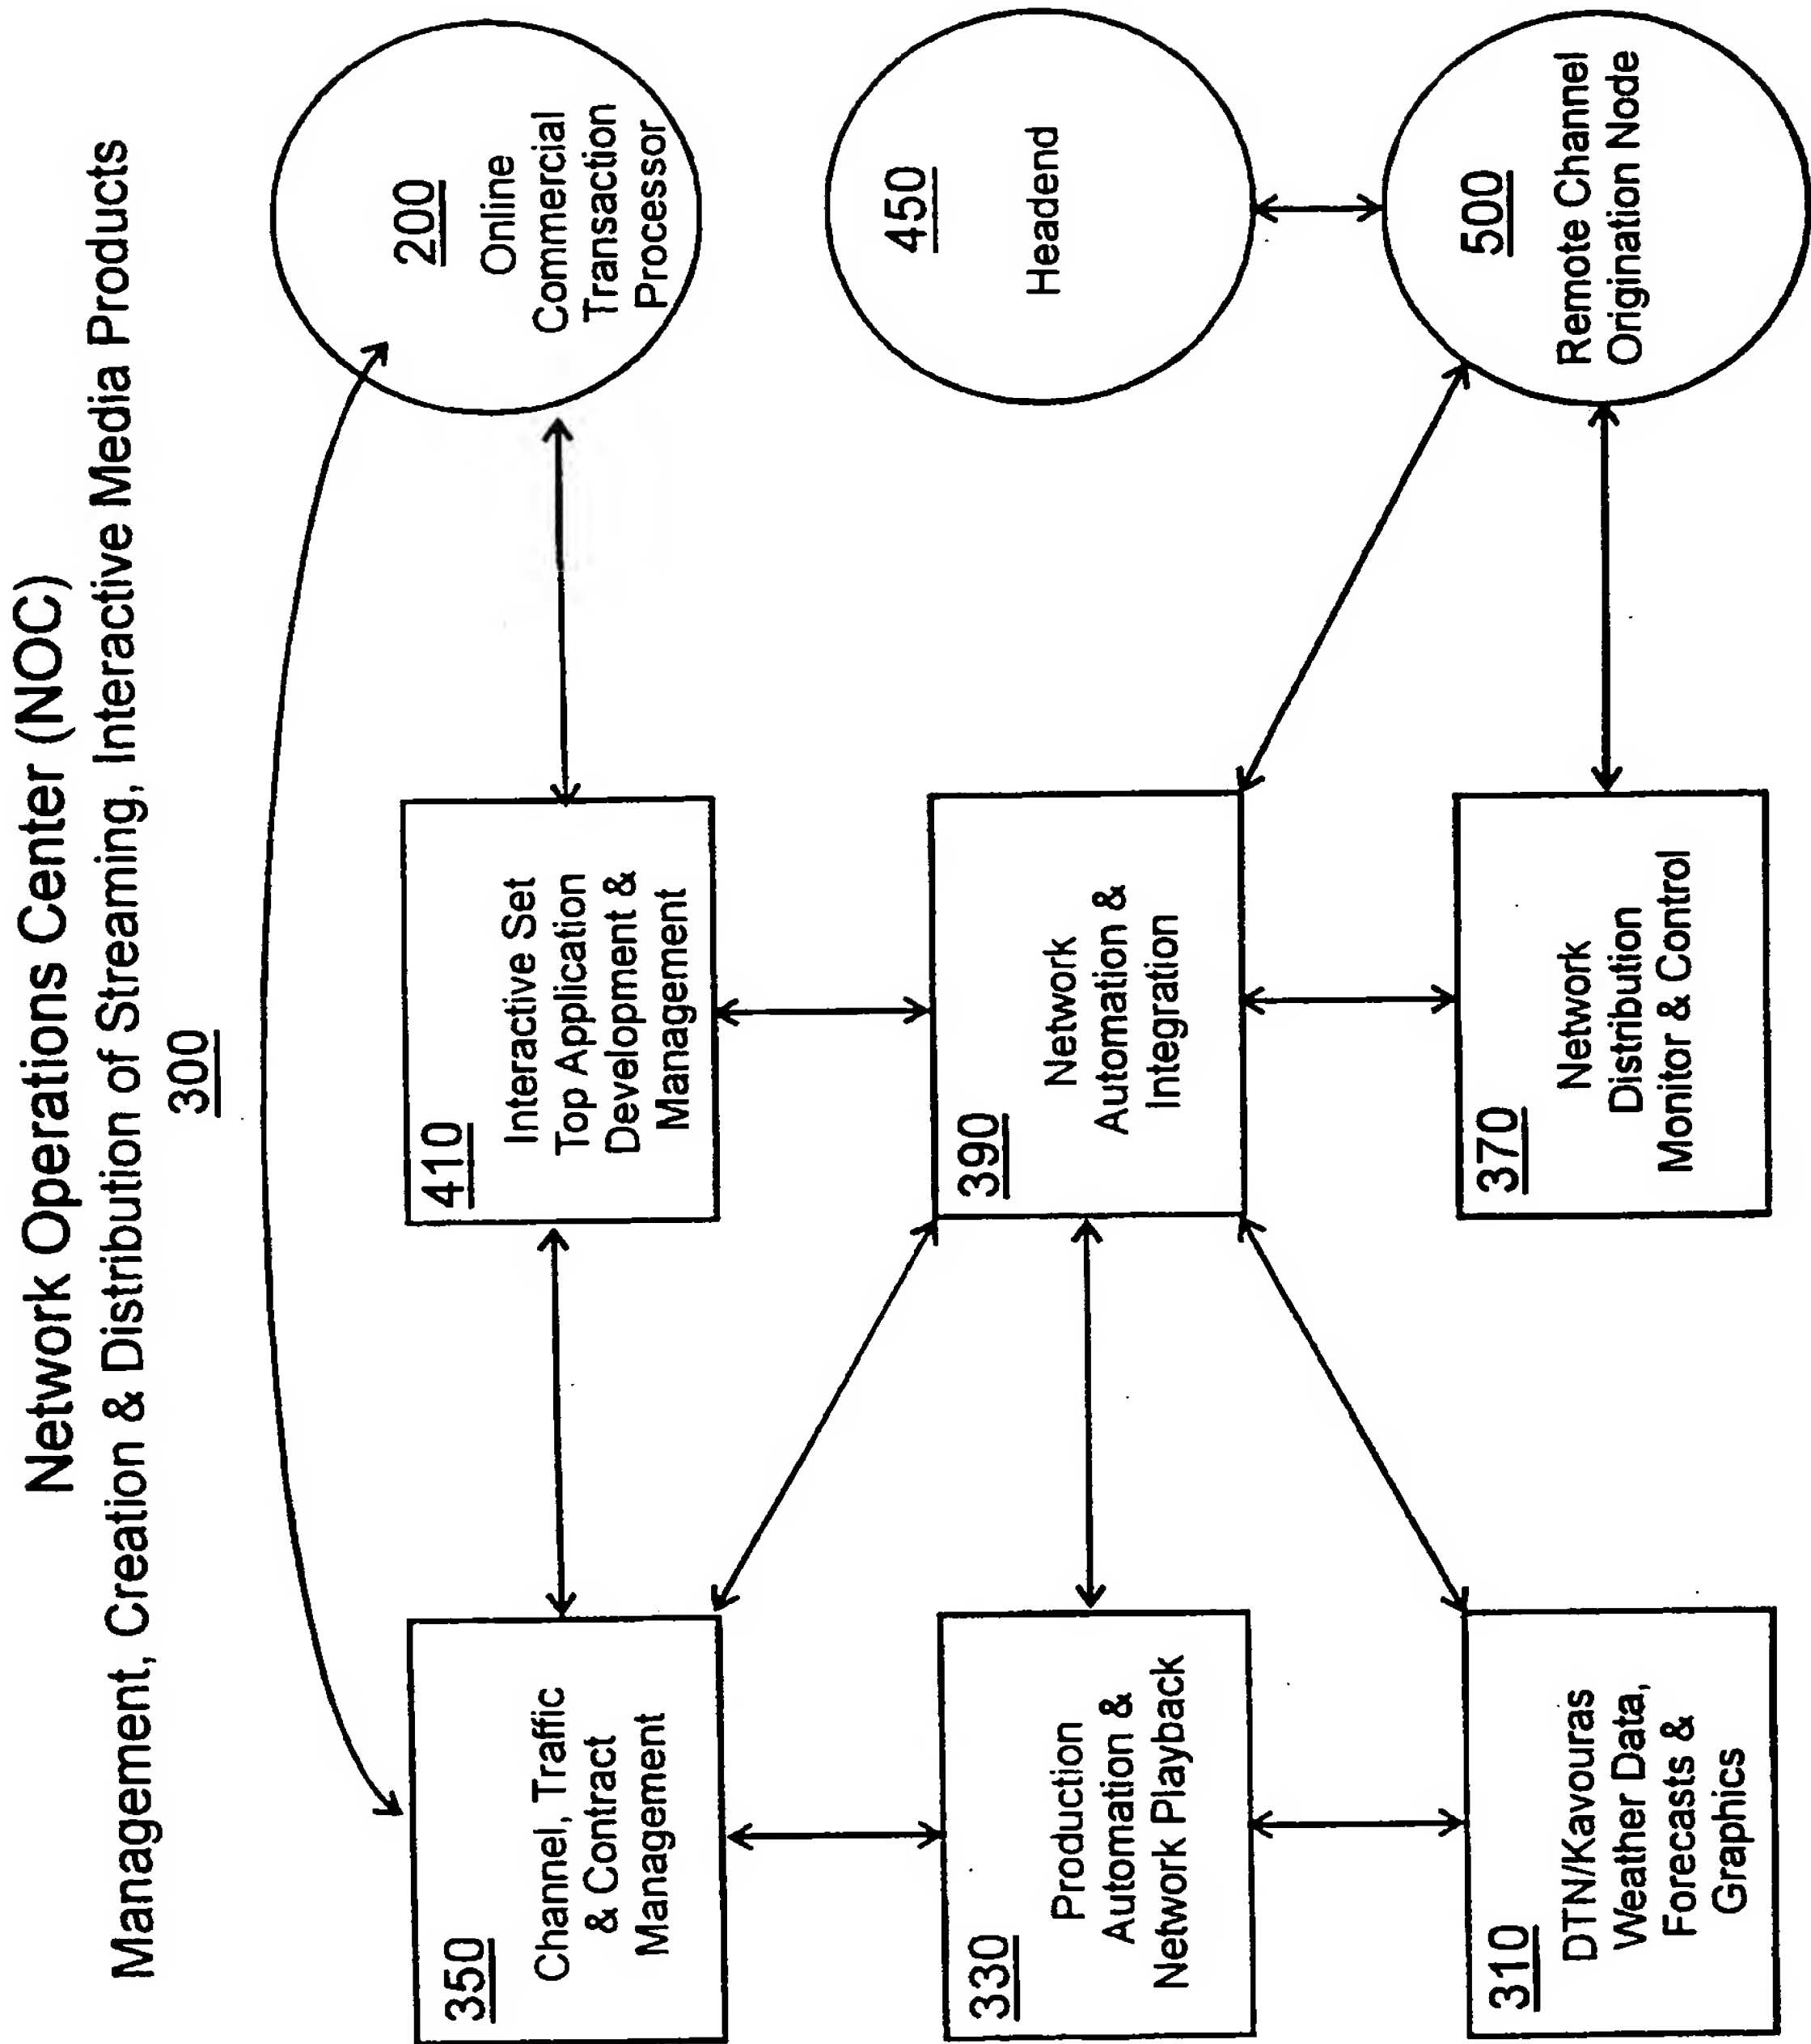 Network Operations Center (NOC)
Management, Creation & Distribution of Streaming, Interactive Media Products
300
350
Channel, Traffic
& Contract
Management
410
Interactive Set
Top Application
Development &
Management
200
Online
Commercial
Transaction
Processor
330
Production
Automation &
Network Playback
390
Network
Automation &
Integration
450
Headend
310
DTN/Kavouras
Weather Data,
Forecasts &
Graphics
370
Network
Distribution
Monitor & Control
500
Remote Channel
Origination Node